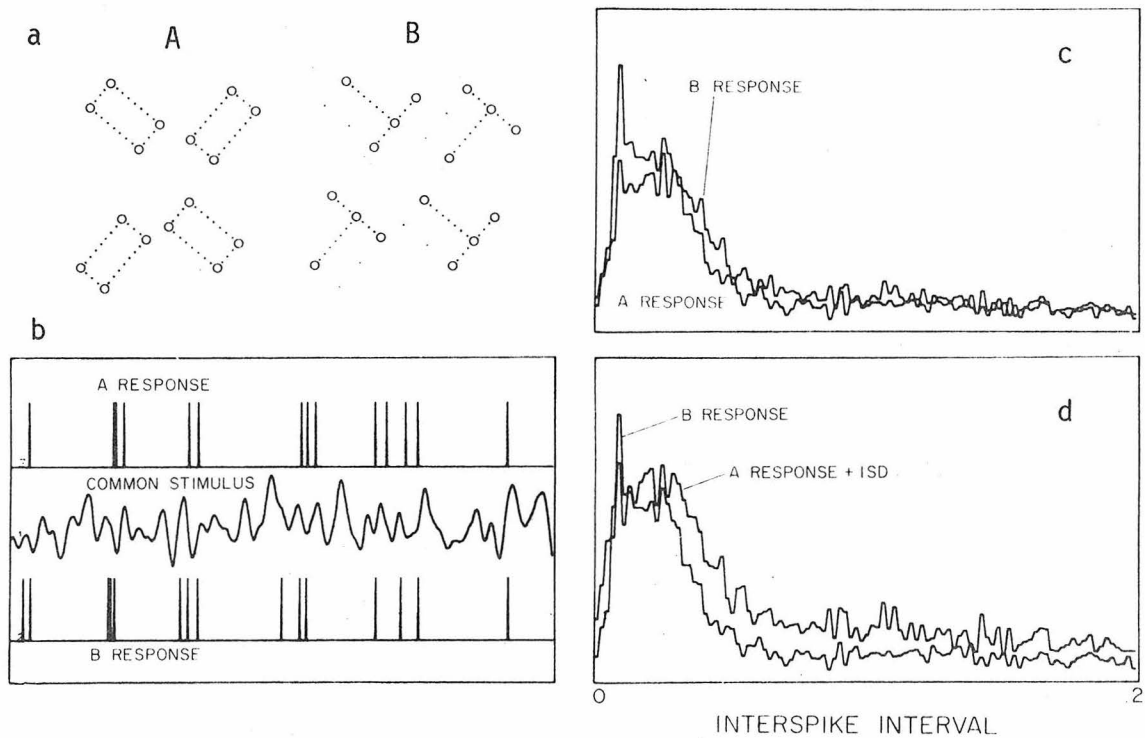 a
A
B
b
A RESPONSE
COMMON STIMULUS
B RESPONSE
c
B RESPONSE
A RESPONSE
d
B RESPONSE
A RESPONSE + ISD
0
.2
INTERSPIKE INTERVAL